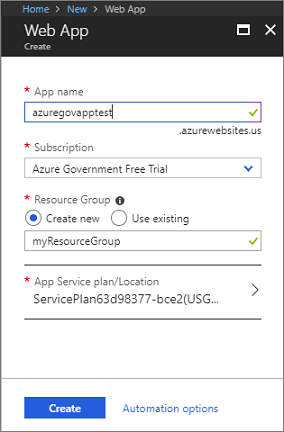 Home > New > Web App
Web App
Create
* App name
azuregovapptest
.azurewebsites.us
* Subscription
Azure Government Free Trial
* Resource Group
Create new Use existing
myResourceGroup
* App Service plan/Location
ServicePlan63d98377-bce2(USG...
Create Automation options